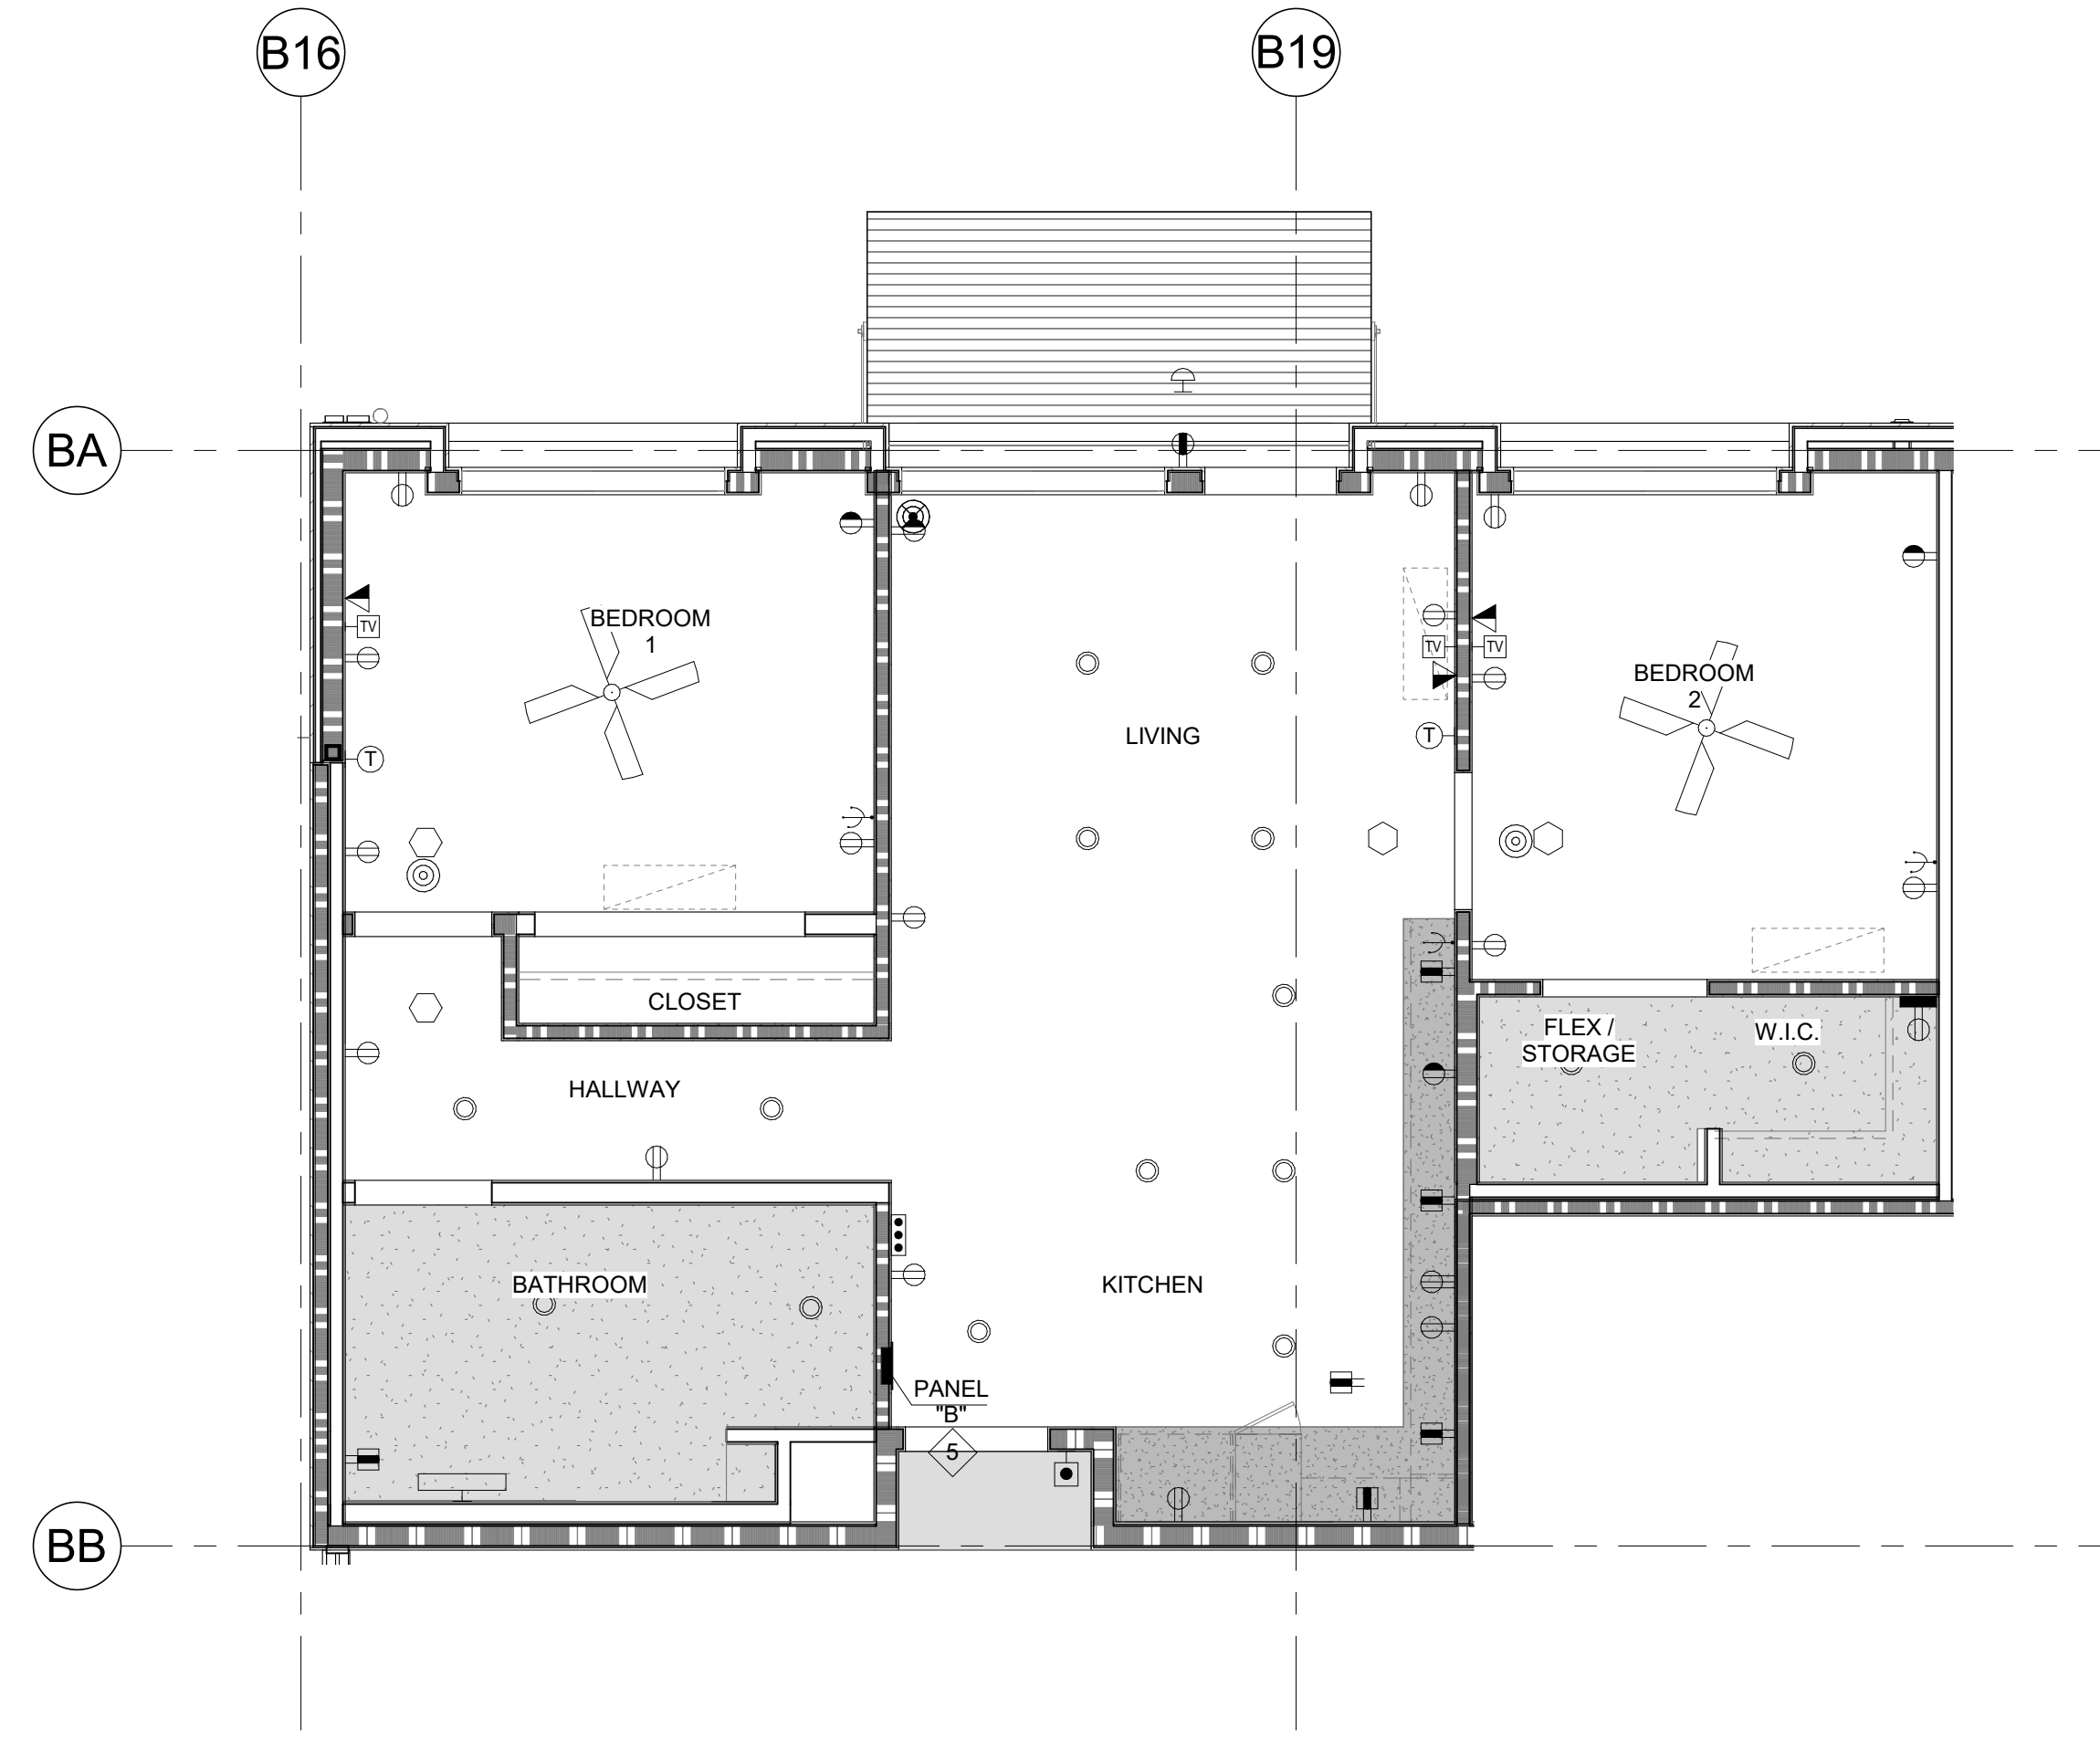 B16
B19
BA
BEDROOM
1
TV
TV
TV
BEDROOM
2
LIVING
T
T
CLOSET
FLEX /
STORAGE
W.I.C.
HALLWAY
BATHROOM
KITCHEN
PANEL
"B"
5
BB